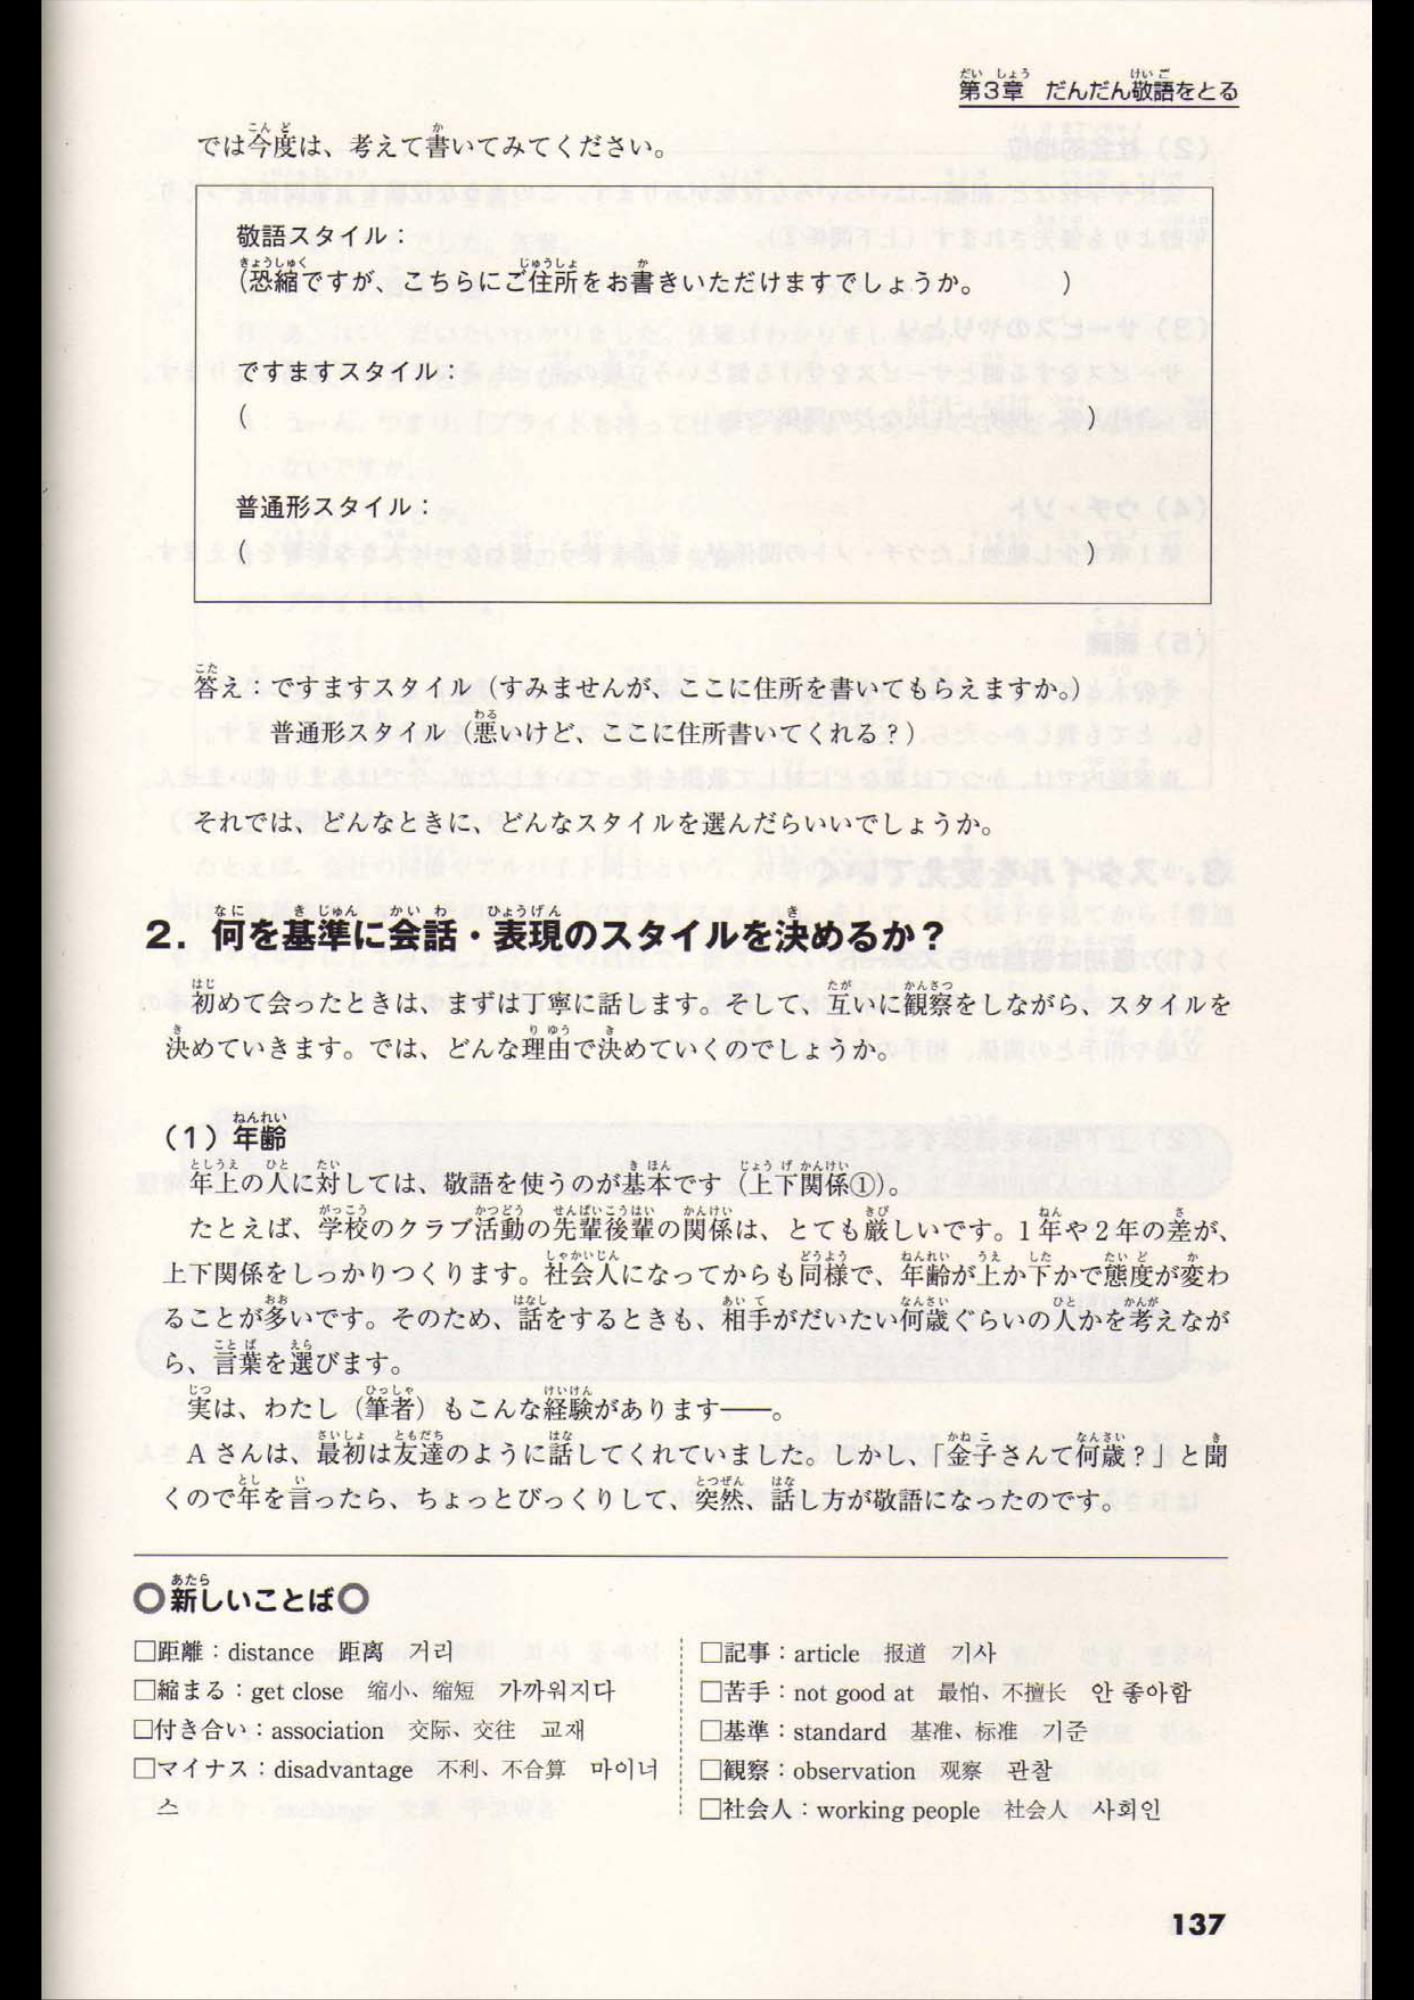 第3章　だんだん敬語をとる
では今度は、考えて書いてみてください。
敬語スタイル：
（恐縮ですが、こちらにご住所をお書きいただけますでしょうか。　　　）
ですますスタイル：
（　　　　　　　　　　　　　　　　　　　　　　　　　　　　　　　　　）
普通形スタイル：
（　　　　　　　　　　　　　　　　　　　　　　　　　　　　　　　　　）
答え：ですますスタイル（すみませんが、ここに住所を書いてもらえますか。）
普通形スタイル（悪いけど、ここに住所書いてくれる？）
それでは、どんなときに、どんなスタイルを選んだらいいでしょうか。
2．何を基準に会話・表現のスタイルを決めるか？
初めて会ったときは、まずは丁寧に話します。そして、互いに観察をしながら、スタイルを
決めていきます。では、どんな理由で決めていくのでしょうか。
（1）年齢
年上の人に対しては、敬語を使うのが基本です（上下関係①）。
たとえば、学校のクラブ活動の先輩後輩の関係は、とても厳しいです。1年や2年の差が、
上下関係をしっかりつくります。社会人になってからも同様で、年齢が上か下かで態度が変わ
ることが多いです。そのため、話をするときも、相手がだいたい何歳ぐらいの人かを考えなが
ら、言葉を選びます。
実は、わたし（筆者）もこんな経験があります――。
Aさんは、最初は友達のように話してくれていました。しかし、「金子さんて何歳？」と聞
くので年を言ったら、ちょっとびっくりして、突然、話し方が敬語になったのです。
○新しいことば○
□距離：distance　距离　거리
□縮まる：get close　缩小、缩短　가까워지다
□付き合い：association　交际、交往　교제
□マイナス：disadvantage　不利、不合算　마이너
스
□記事：article　报道　기사
□苦手：not good at　最怕、不擅长　안 좋아함
□基準：standard　基准、标准　기준
□観察：observation　观察　관찰
□社会人：working people　社会人　사회인
137